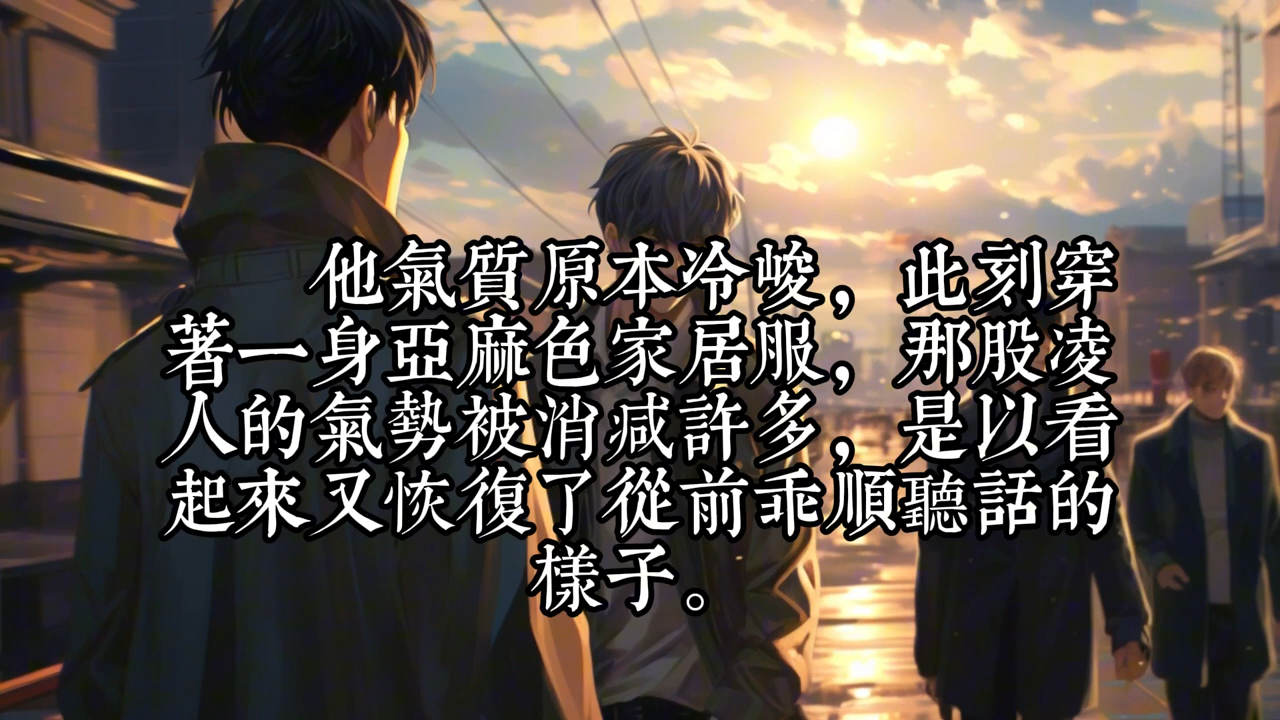 他氣質原本冷峻，此刻穿
著一身亞麻色家居服，那股凌
人的氣勢被消减許多，是以看
起來又恢復了從前乖順聽話的
樣子。